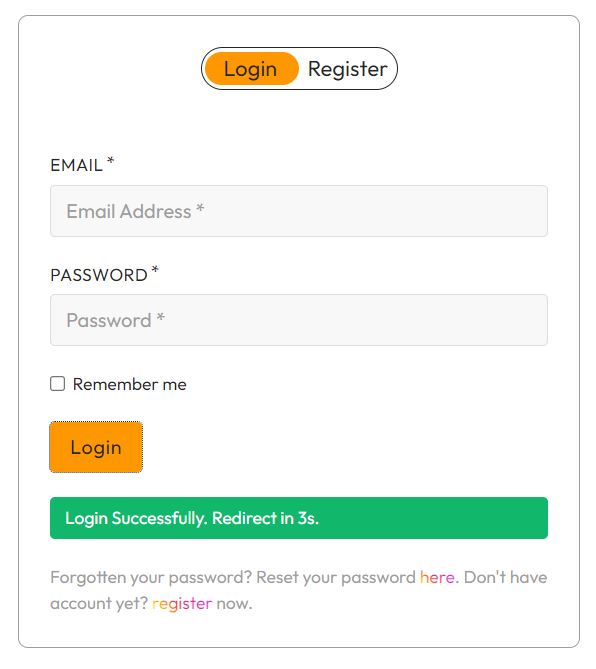 Login Register
EMAIL *
Email Address *
PASSWORD *
Password *
Remember me
Login
Login Successfully. Redirect in 3s.
Forgotten your password? Reset your password here. Don't have
account yet? register now.